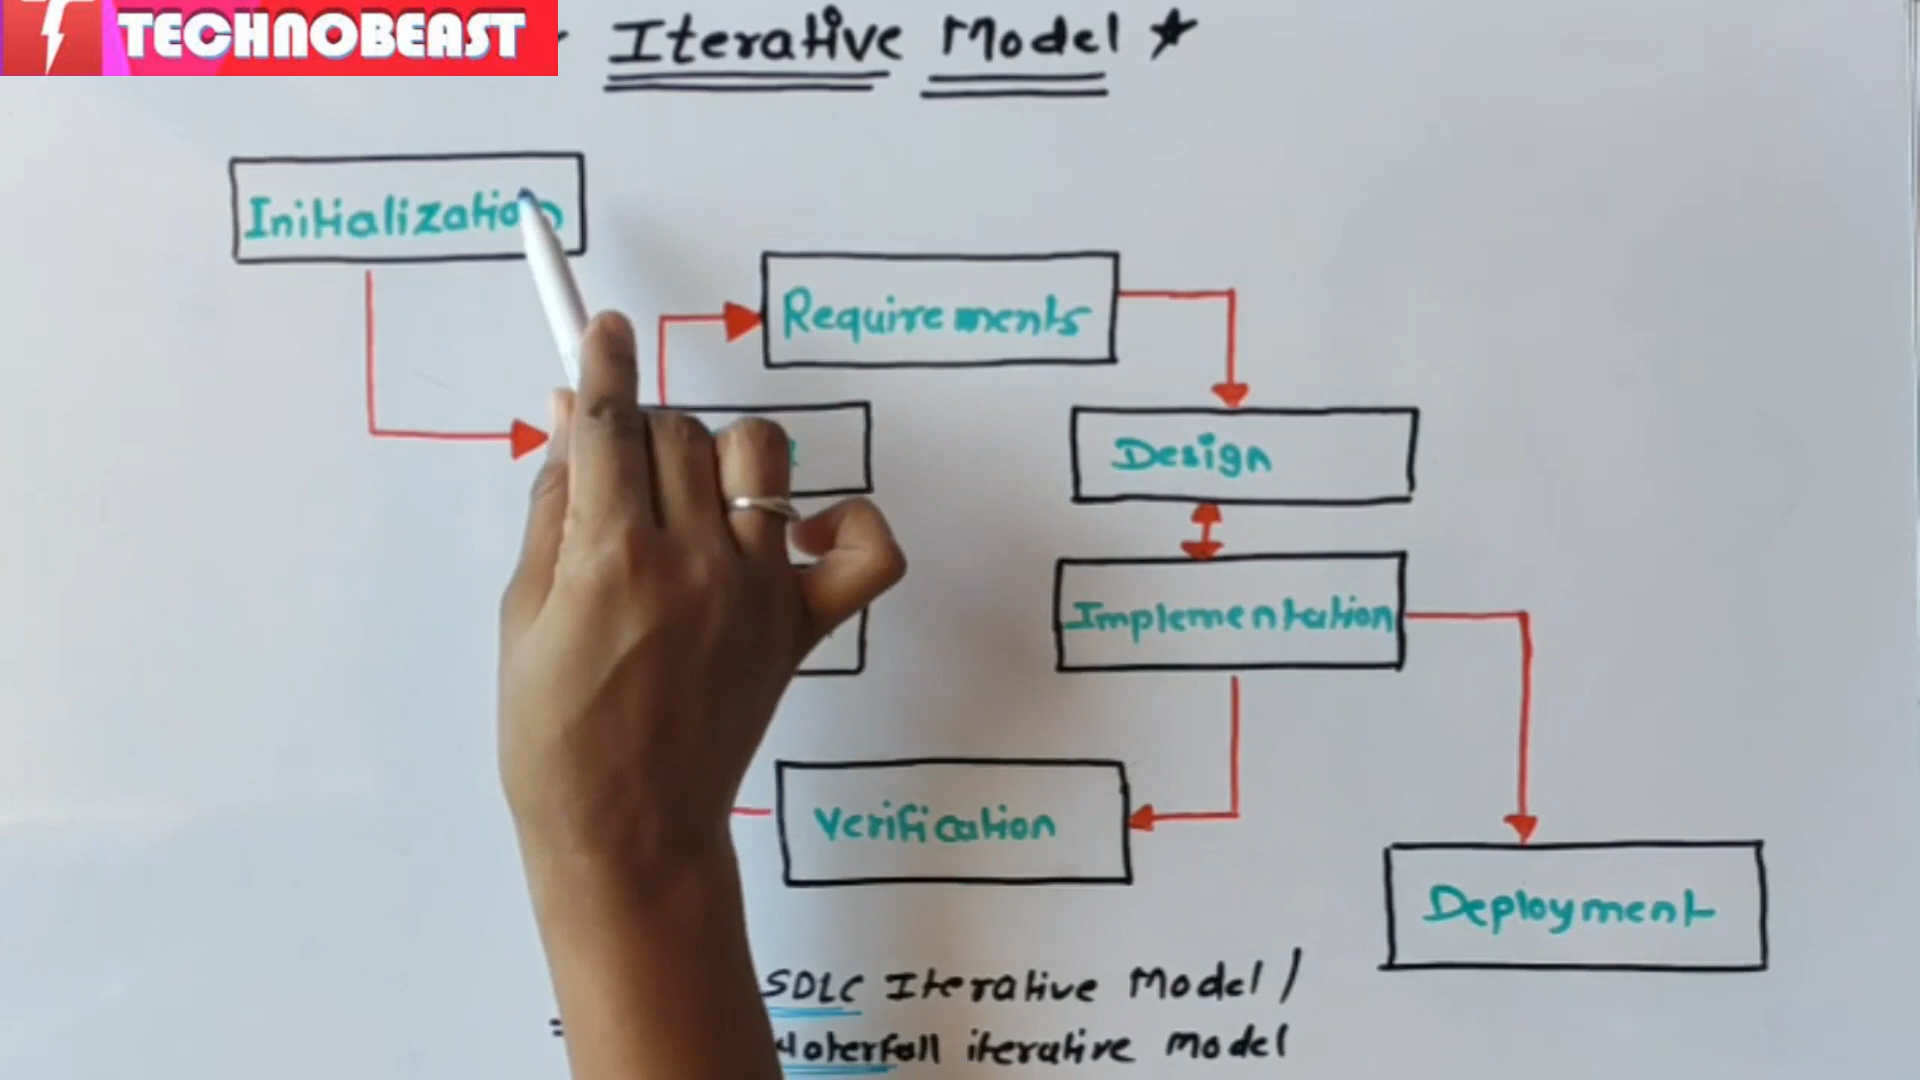 TECHNOBEAST
Iterative Model
Initialization
Requirements
Design
Implementation
Verification
Deployment
SDLC Iterative Model /
Waterfall iterative Model